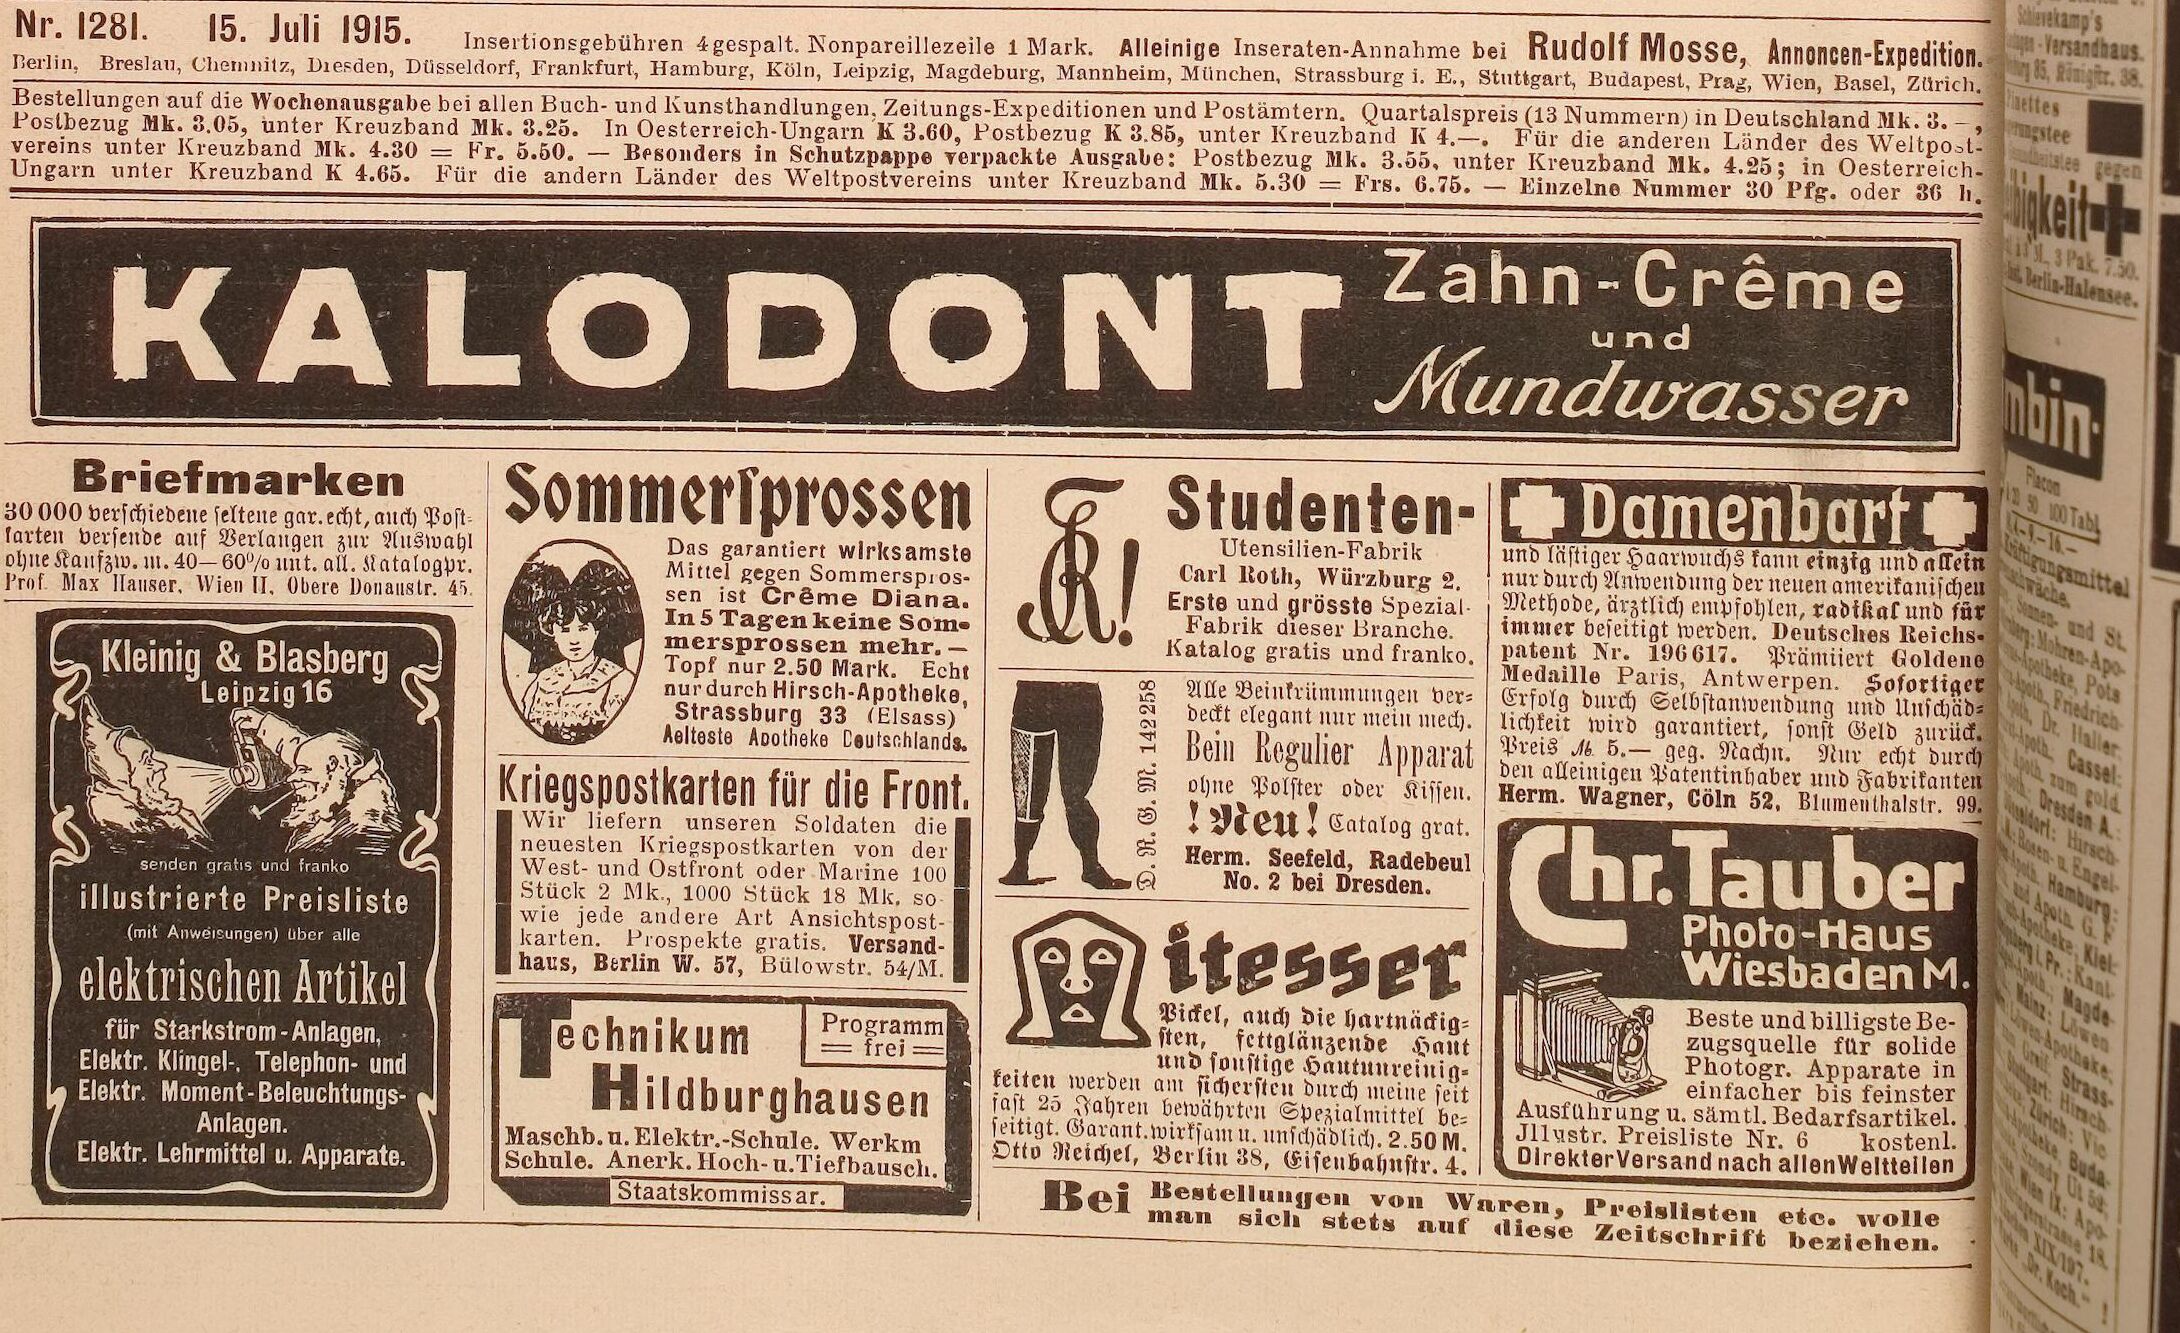 Nr. 1281. 15. Juli 1915. Insertionsgebühren 4gespalt. Nonpareillezeile 1 Mark. Alleinige Inseraten-Annahme bei Rudolf Mosse, Annoncen-Expedition.
Berlin, Breslau, Chemnitz, Dresden, Düsseldorf, Frankfurt, Hamburg, Köln, Leipzig, Magdeburg, Mannheim, München, Strassburg i. E., Stuttgart, Budapest, Prag, Wien, Basel, Zürich.
Bestellungen auf die Wochenausgabe bei allen Buch- und Kunsthandlungen, Zeitungs-Expeditionen und Postämtern. Quartalspreis (13 Nummern) in Deutschland Mk. 3.–,
Postbezug Mk. 3.05, unter Kreuzband Mk. 3.25. In Oesterreich-Ungarn K 3.60, Postbezug K 3.85, unter Kreuzband K 4.—. Für die anderen Länder des Weltpost-
vereins unter Kreuzband Mk. 4.30 = Fr. 5.50. — Besonders in Schutzpappe verpackte Ausgabe: Postbezug Mk. 3.55, unter Kreuzband Mk. 4.25; in Oesterreich-
Ungarn unter Kreuzband K 4.65. Für die andern Länder des Weltpostvereins unter Kreuzband Mk. 5.30 = Frs. 6.75. — Einzelne Nummer 30 Pfg. oder 36 h.
KALODONT
Zahn-Crême
und
Mundwasser
Briefmarken
30 000 verschiedene seltene gar. echt, auch Post-
karten versende auf Verlangen zur Auswahl
ohne Kaufzw. m. 40—60% unt. all. Katalogpr.
Prof. Max Hauser, Wien II, Obere Donaustr. 45.
Kleinig & Blasberg
Leipzig 16
senden gratis und franko
illustrierte Preisliste
(mit Anweisungen) über alle
elektrischen Artikel
für Starkstrom-Anlagen,
Elektr. Klingel-, Telephon- und
Elektr. Moment-Beleuchtungs-
Anlagen.
Elektr. Lehrmittel u. Apparate.
Sommersprossen
Das garantiert wirksamste
Mittel gegen Sommerspros-
sen ist Crême Diana.
In 5 Tagen keine Som-
mersprossen mehr. —
Topf nur 2.50 Mark. Echt
nur durch Hirsch-Apotheke,
Strassburg 33 (Elsass)
Aelteste Apotheke Deutschlands.
Kriegspostkarten für die Front.
Wir liefern unseren Soldaten die
neuesten Kriegspostkarten von der
West- und Ostfront oder Marine 100
Stück 2 Mk., 1000 Stück 18 Mk. so-
wie jede andere Art Ansichtspost-
karten. Prospekte gratis. Versand-
haus, Berlin W. 57, Bülowstr. 54/M.
Technikum
Programm
frei
Hildburghausen
Maschb. u. Elektr.-Schule. Werkm
Schule. Anerk. Hoch- u. Tiefbausch.
Staatskommissar.
Studenten-
Utensilien-Fabrik
Carl Roth, Würzburg 2.
Erste und grösste Spezial-
Fabrik dieser Branche.
Katalog gratis und franko.
D. R. G. M. 142258
Alle Beinkrümmungen ver-
deckt elegant nur mein mech.
Bein Regulier Apparat
ohne Polster oder Kissen.
! Neu ! Catalog grat.
Herm. Seefeld, Radebeul
No. 2 bei Dresden.
Mitesser
Pickel, auch die hartnäckig-
sten, fettglänzende Haut
und sonstige Hautunreinig-
keiten werden am sichersten durch meine seit
fast 25 Jahren bewährten Spezialmittel be-
seitigt. Garant. wirksam u. unschädlich. 2.50 M.
Otto Reichel, Berlin 38, Eisenbahnstr. 4.
Damenbart
und lästiger Haarwuchs kann einzig und allein
nur durch Anwendung der neuen amerikanischen
Methode, ärztlich empfohlen, radikal und für
immer beseitigt werden. Deutsches Reichs-
patent Nr. 196617. Prämiiert Goldene
Medaille Paris, Antwerpen. Sofortiger
Erfolg durch Selbstanwendung und Unschäd-
lichkeit wird garantiert, sonst Geld zurück.
Preis M. 5.— geg. Nachn. Nur echt durch
den alleinigen Patentinhaber und Fabrikanten
Herm. Wagner, Cöln 52, Blumenthalstr. 99.
Chr. Tauber
Photo-Haus
Wiesbaden M.
Beste und billigste Be-
zugsquelle für solide
Photogr. Apparate in
einfacher bis feinster
Ausführung u. sämtl. Bedarfsartikel.
Jllustr. Preisliste Nr. 6 kostenl.
Direkter Versand nach allen Weltteilen
Bei Bestellungen von Waren, Preislisten etc. wolle
man sich stets auf diese Zeitschrift beziehen.